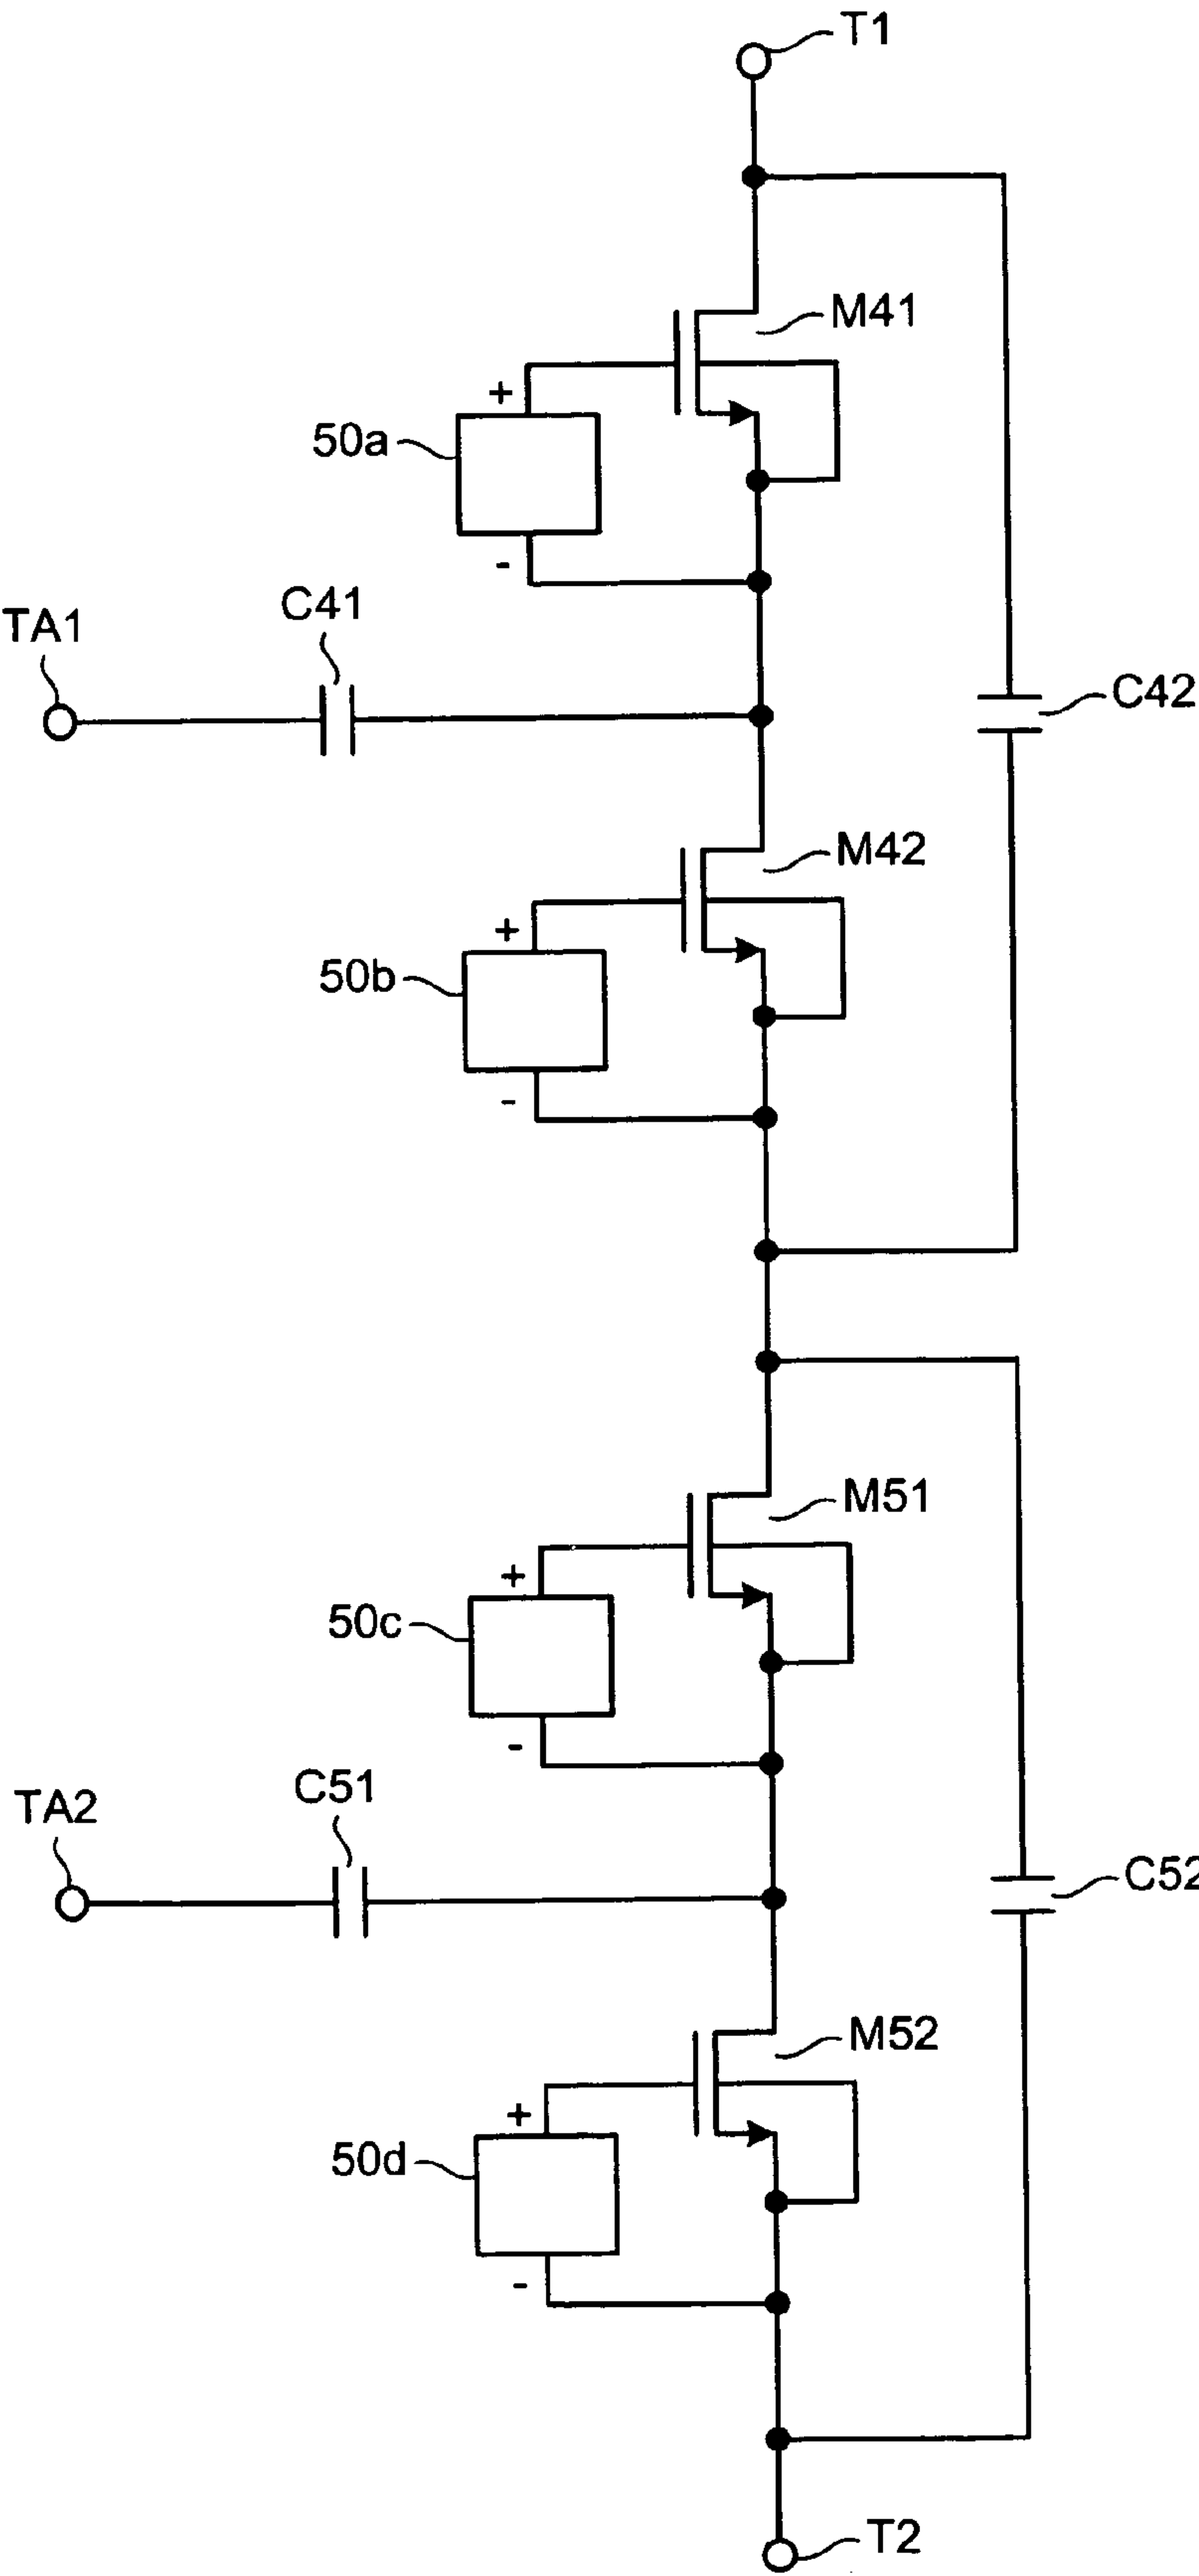 T1
M41
+
50a
-
C41
TA1
C42
M42
+
50b
-
M51
+
50c
-
C51
TA2
C52
M52
+
50d
-
T2